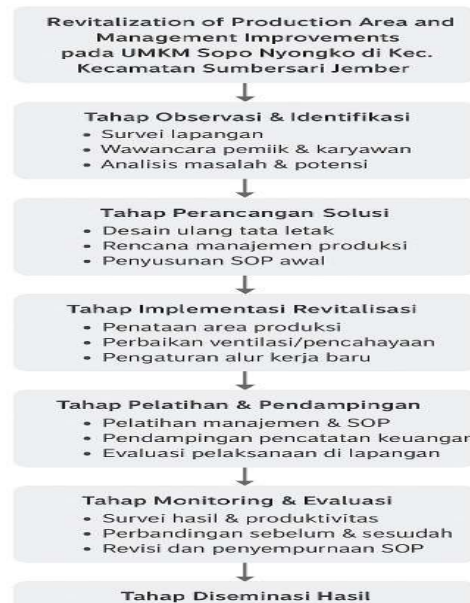 Revitalization of Production Area and
Management Improvements
pada UMKM Sopo Nyongko di Kec.
Kecamatan Sumbersari Jember
Tahap Observasi & Identifikasi
• Survei lapangan
• Wawancara pemiik & karyawan
• Analisis masalah & potensi
Tahap Perancangan Solusi
• Desain ulang tata letak
• Rencana manajemen produksi
• Penyusunan SOP awal
Tahap Implementasi Revitalisasi
• Penataan area produksi
• Perbaikan ventilasi/pencahayaan
• Pengaturan alur kerja baru
Tahap Pelatihan & Pendampingan
• Pelatihan manajemen & SOP
• Pendampingan pencatatan keuangan
• Evaluasi pelaksanaan di lapangan
Tahap Monitoring & Evaluasi
• Survei hasil & produktivitas
• Perbandingan sebelum & sesudah
• Revisi dan penyempurnaan SOP
Tahap Diseminasi Hasil